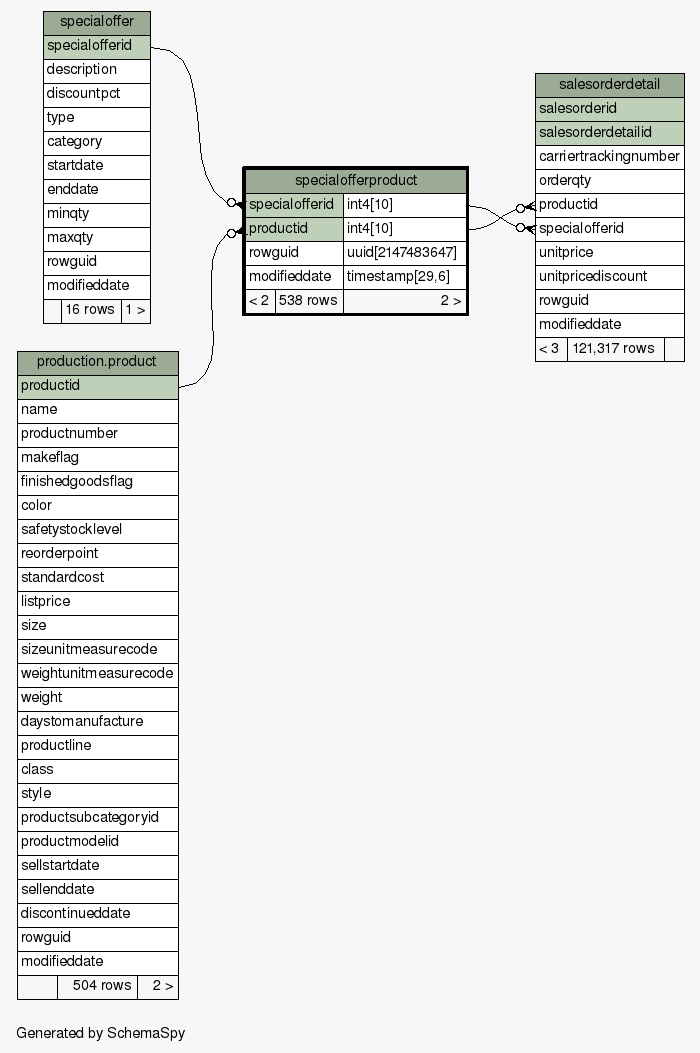 specialoffer
specialofferid
description
discountpct
type
category
startdate
enddate
minqty
maxqty
rowguid
modifieddate
16 rows 1 >
production.product
productid
name
productnumber
makeflag
finishedgoodsflag
color
safetystocklevel
reorderpoint
standardcost
listprice
size
sizeunitmeasurecode
weightunitmeasurecode
weight
daystomanufacture
productline
class
style
productsubcategoryid
productmodelid
sellstartdate
sellenddate
discontinueddate
rowguid
modifieddate
504 rows 2 >
specialofferproduct
specialofferid int4[10]
productid int4[10]
rowguid uuid[2147483647]
modifieddate timestamp[29,6]
< 2 538 rows 2 >
salesorderdetail
salesorderid
salesorderdetailid
carriertrackingnumber
orderqty
productid
specialofferid
unitprice
unitpricediscount
rowguid
modifieddate
< 3 121,317 rows
Generated by SchemaSpy